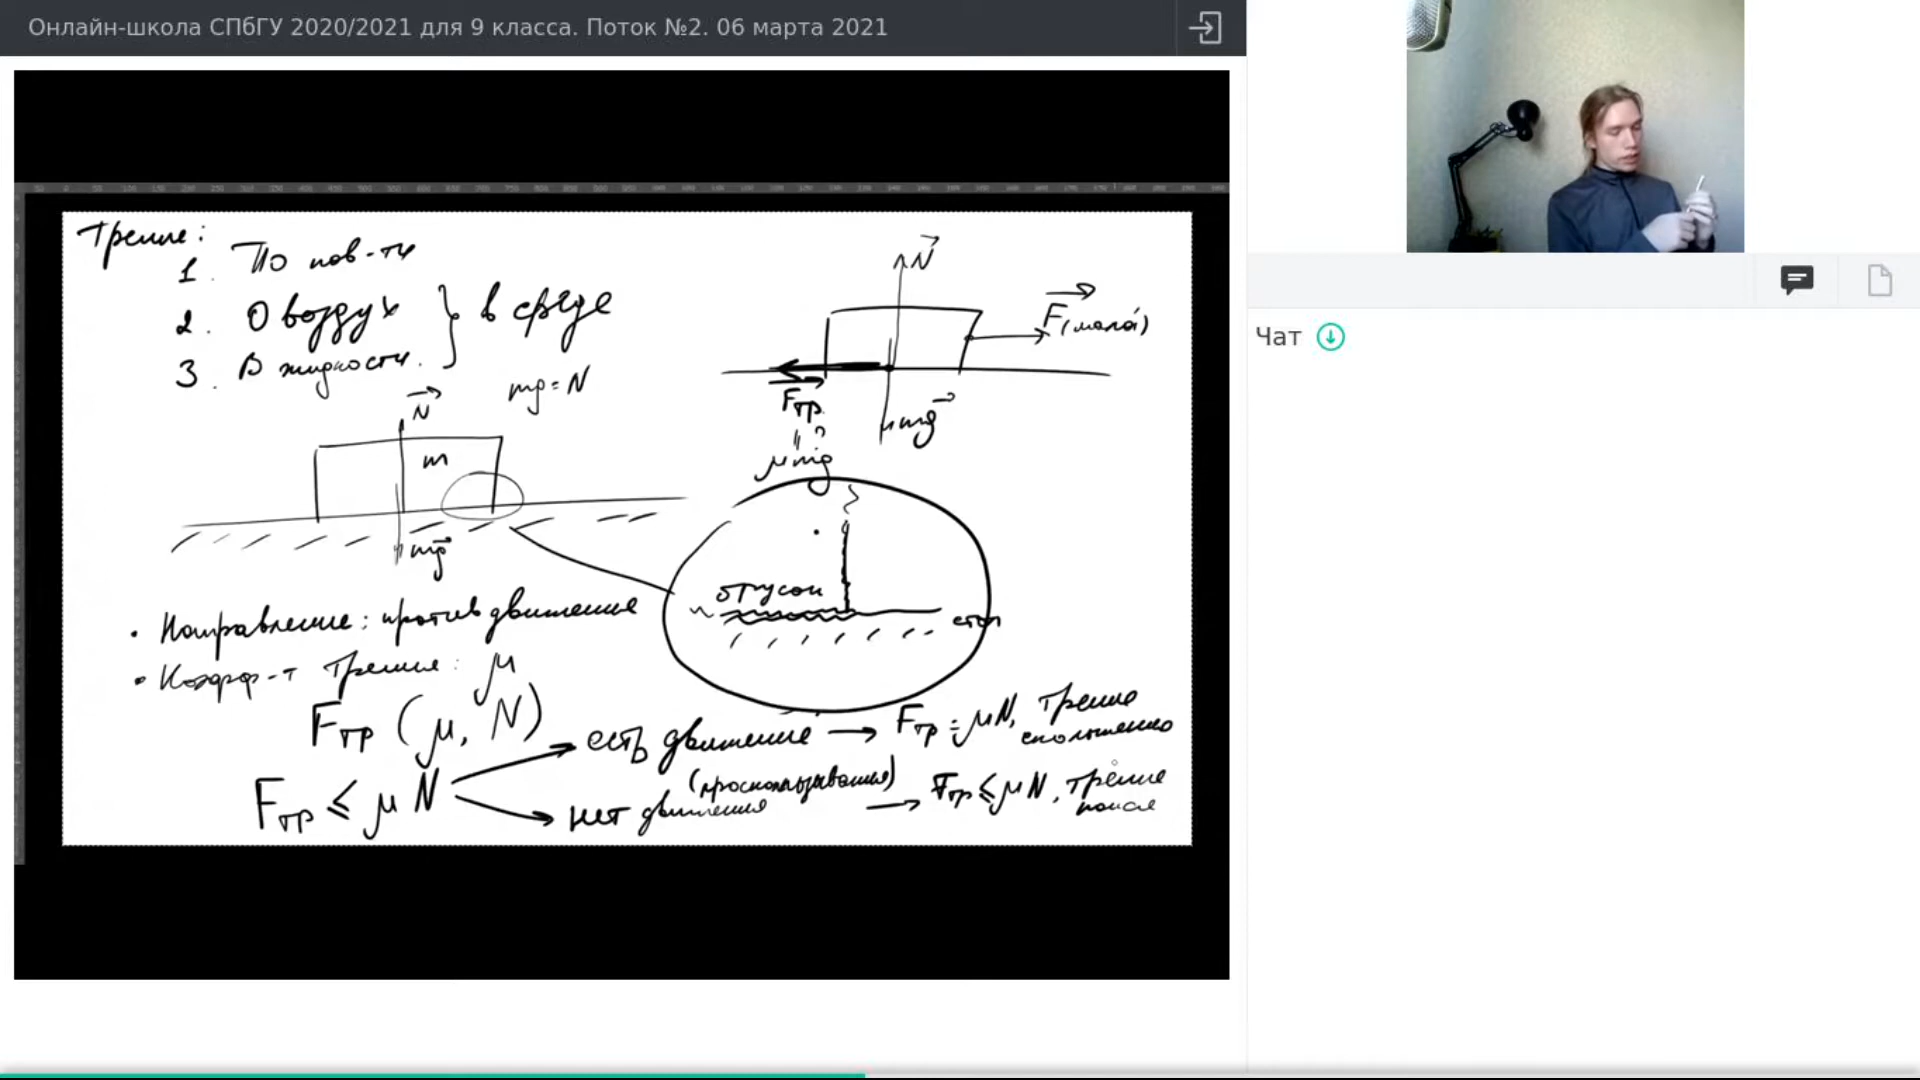 Онлайн-школа СПбГУ 2020/2021 для 9 класса. Поток №2. 06 марта 2021
Чат
Трение:
1. По пов-ти
2. О воздух
3. В жидкости.
в среде
mg = N
N
m
mg
N
F (мала́)
Fтр
mg
?
μmg
брусок
стол
• Направление: против движения
• Коэфф-т трения: μ
Fтр (μ, N)
Fтр ≤ μN
есть движение → Fтр = μN, трение скольжения
(проскальзывания)
нет движения → Fтр ≤ μN, трение покоя